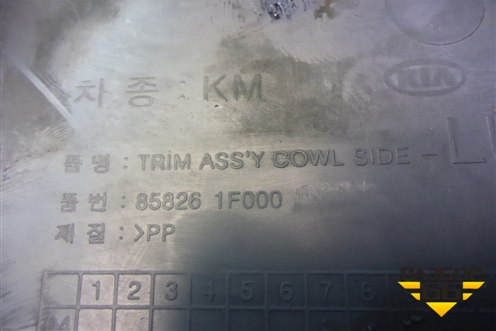 차종 : KM
KIA
품명 : TRIM ASS'Y COWL SIDE -
품번 : 85826 1F000
제질 : >PP
1 2 3 4 5 6 7 8